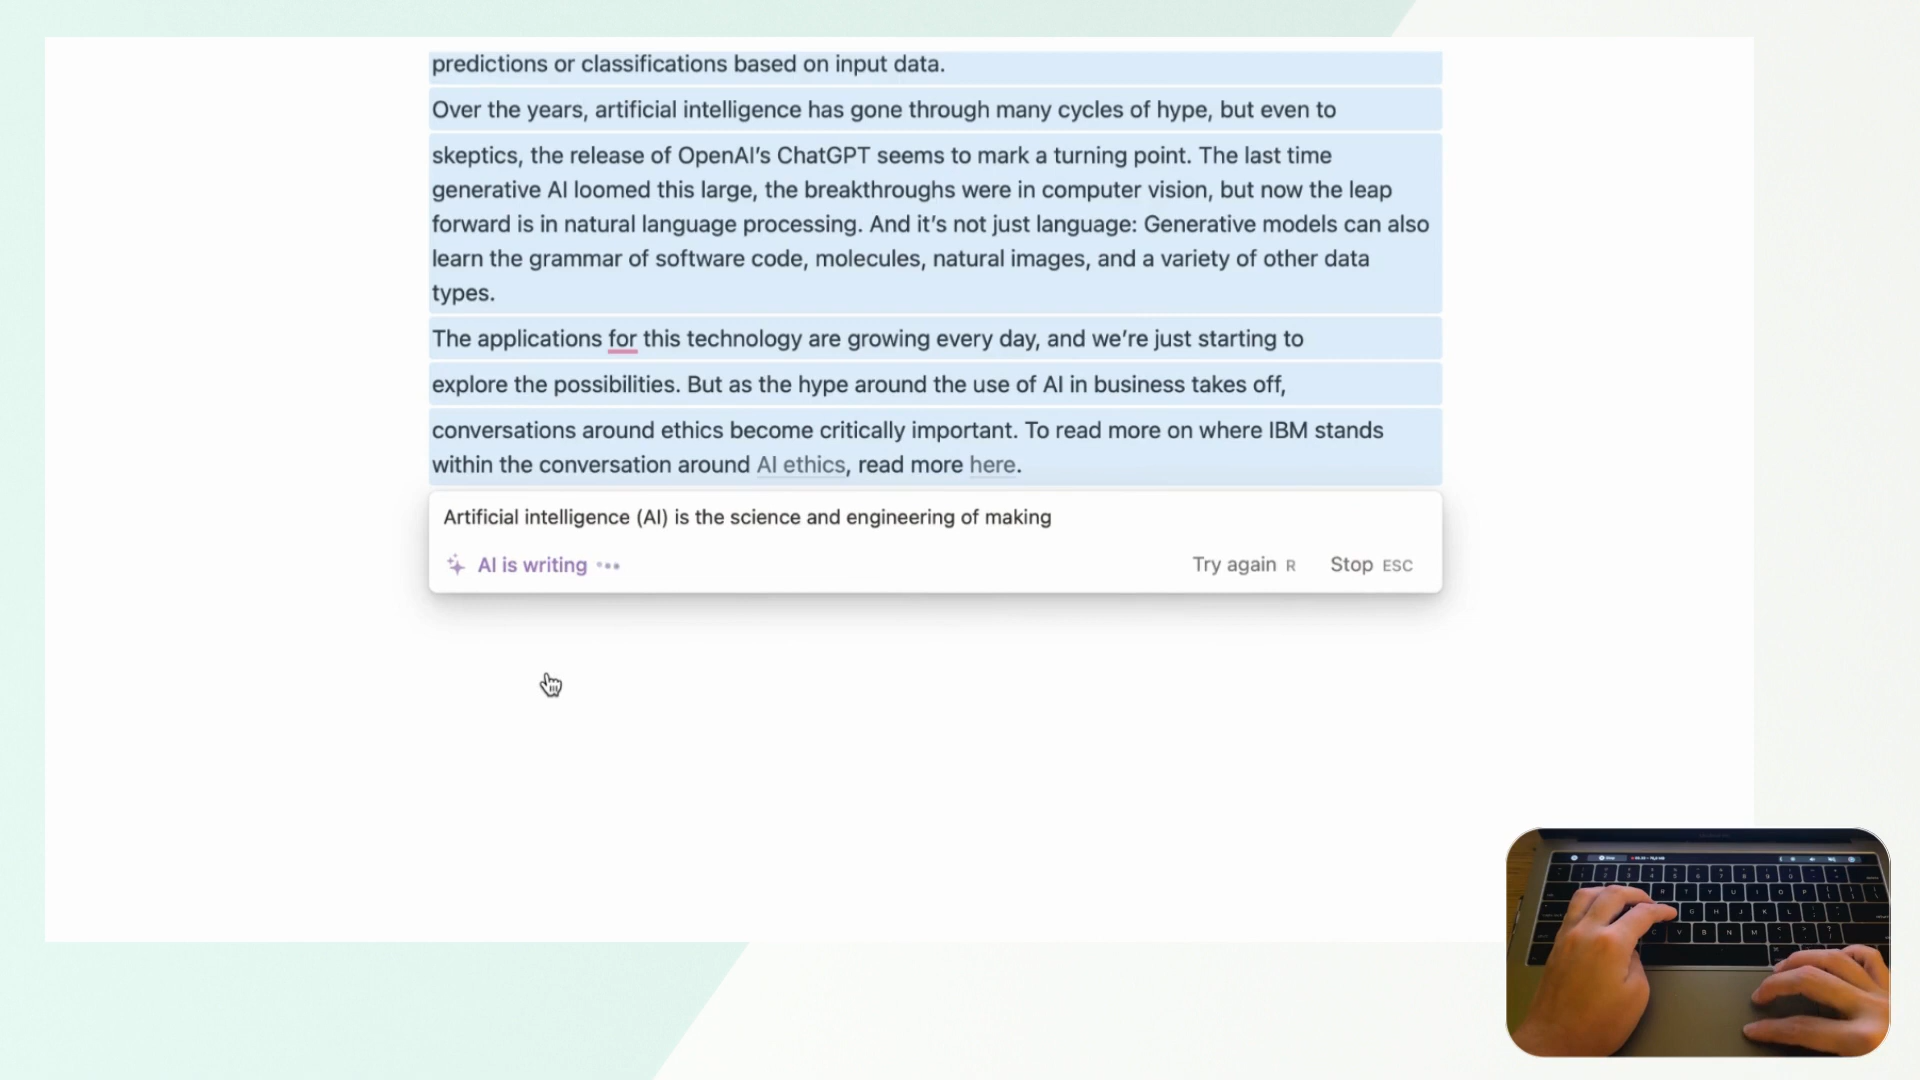 predictions or classifications based on input data.
Over the years, artificial intelligence has gone through many cycles of hype, but even to
skeptics, the release of OpenAI’s ChatGPT seems to mark a turning point. The last time
generative AI loomed this large, the breakthroughs were in computer vision, but now the leap
forward is in natural language processing. And it’s not just language: Generative models can also
learn the grammar of software code, molecules, natural images, and a variety of other data
types.
The applications for this technology are growing every day, and we’re just starting to
explore the possibilities. But as the hype around the use of AI in business takes off,
conversations around ethics become critically important. To read more on where IBM stands
within the conversation around AI ethics, read more here.
Artificial intelligence (AI) is the science and engineering of making
AI is writing
Try again R Stop ESC